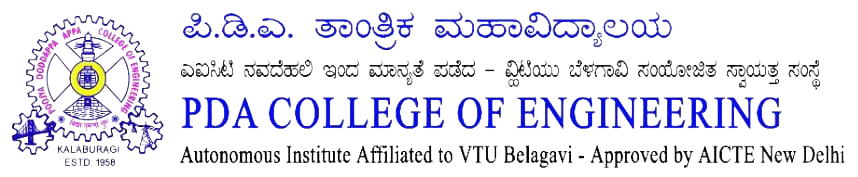 POOJYA DODDAPPA APPA COLLEGE OF ENGINEERING
KALABURAGI
ESTD. 1958
ಪಿ.ಡಿ.ಎ. ತಾಂತ್ರಿಕ ಮಹಾವಿದ್ಯಾಲಯ
ಎಐಸಿಟಿ ನವದೆಹಲಿ ಇಂದ ಮಾನ್ಯತೆ ಪಡೆದ – ವ್ಹಿಟಿಯು ಬೆಳಗಾವಿ ಸಂಯೋಜಿತ ಸ್ವಾಯತ್ತ ಸಂಸ್ಥೆ
PDA COLLEGE OF ENGINEERING
Autonomous Institute Affiliated to VTU Belagavi - Approved by AICTE New Delhi